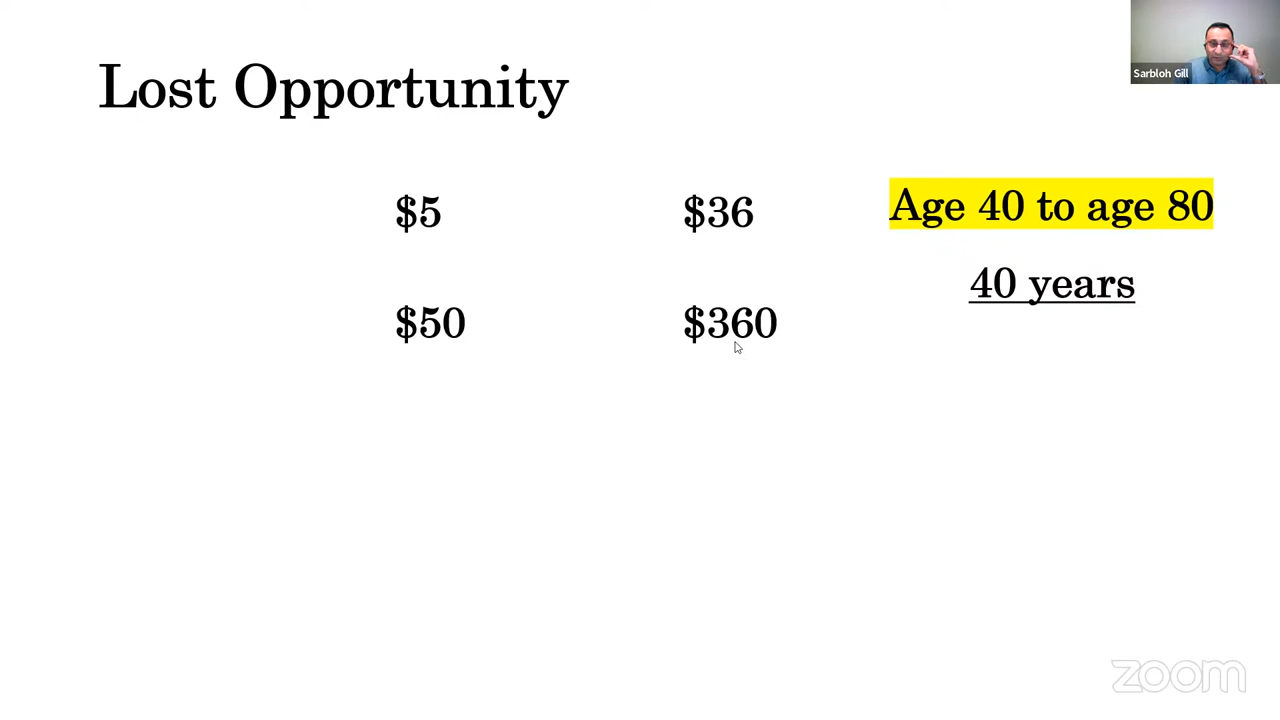 Sarbloh Gill
Lost Opportunity
$5 $36 Age 40 to age 80
40 years
$50 $360
zoom